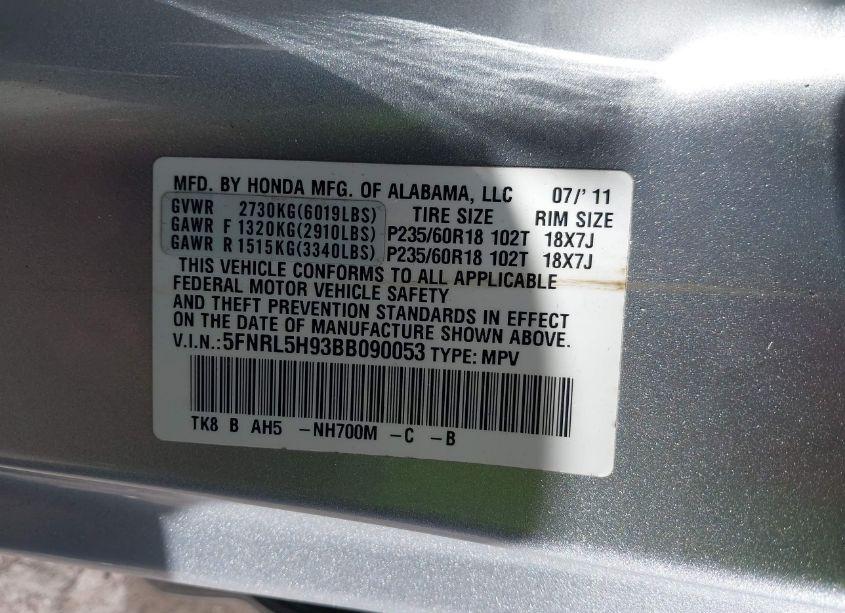 MFD. BY HONDA MFG. OF ALABAMA, LLC 07/' 11
GVWR 2730KG(6019LBS) TIRE SIZE RIM SIZE
GAWR F 1320KG(2910LBS) P235/60R18 102T 18X7J
GAWR R 1515KG(3340LBS) P235/60R18 102T 18X7J
THIS VEHICLE CONFORMS TO ALL APPLICABLE
FEDERAL MOTOR VEHICLE SAFETY
AND THEFT PREVENTION STANDARDS IN EFFECT
ON THE DATE OF MANUFACTURE SHOWN ABOVE.
V.I.N.:5FNRL5H93BB090053 TYPE: MPV
TK8 B AH5 -NH700M -C -B